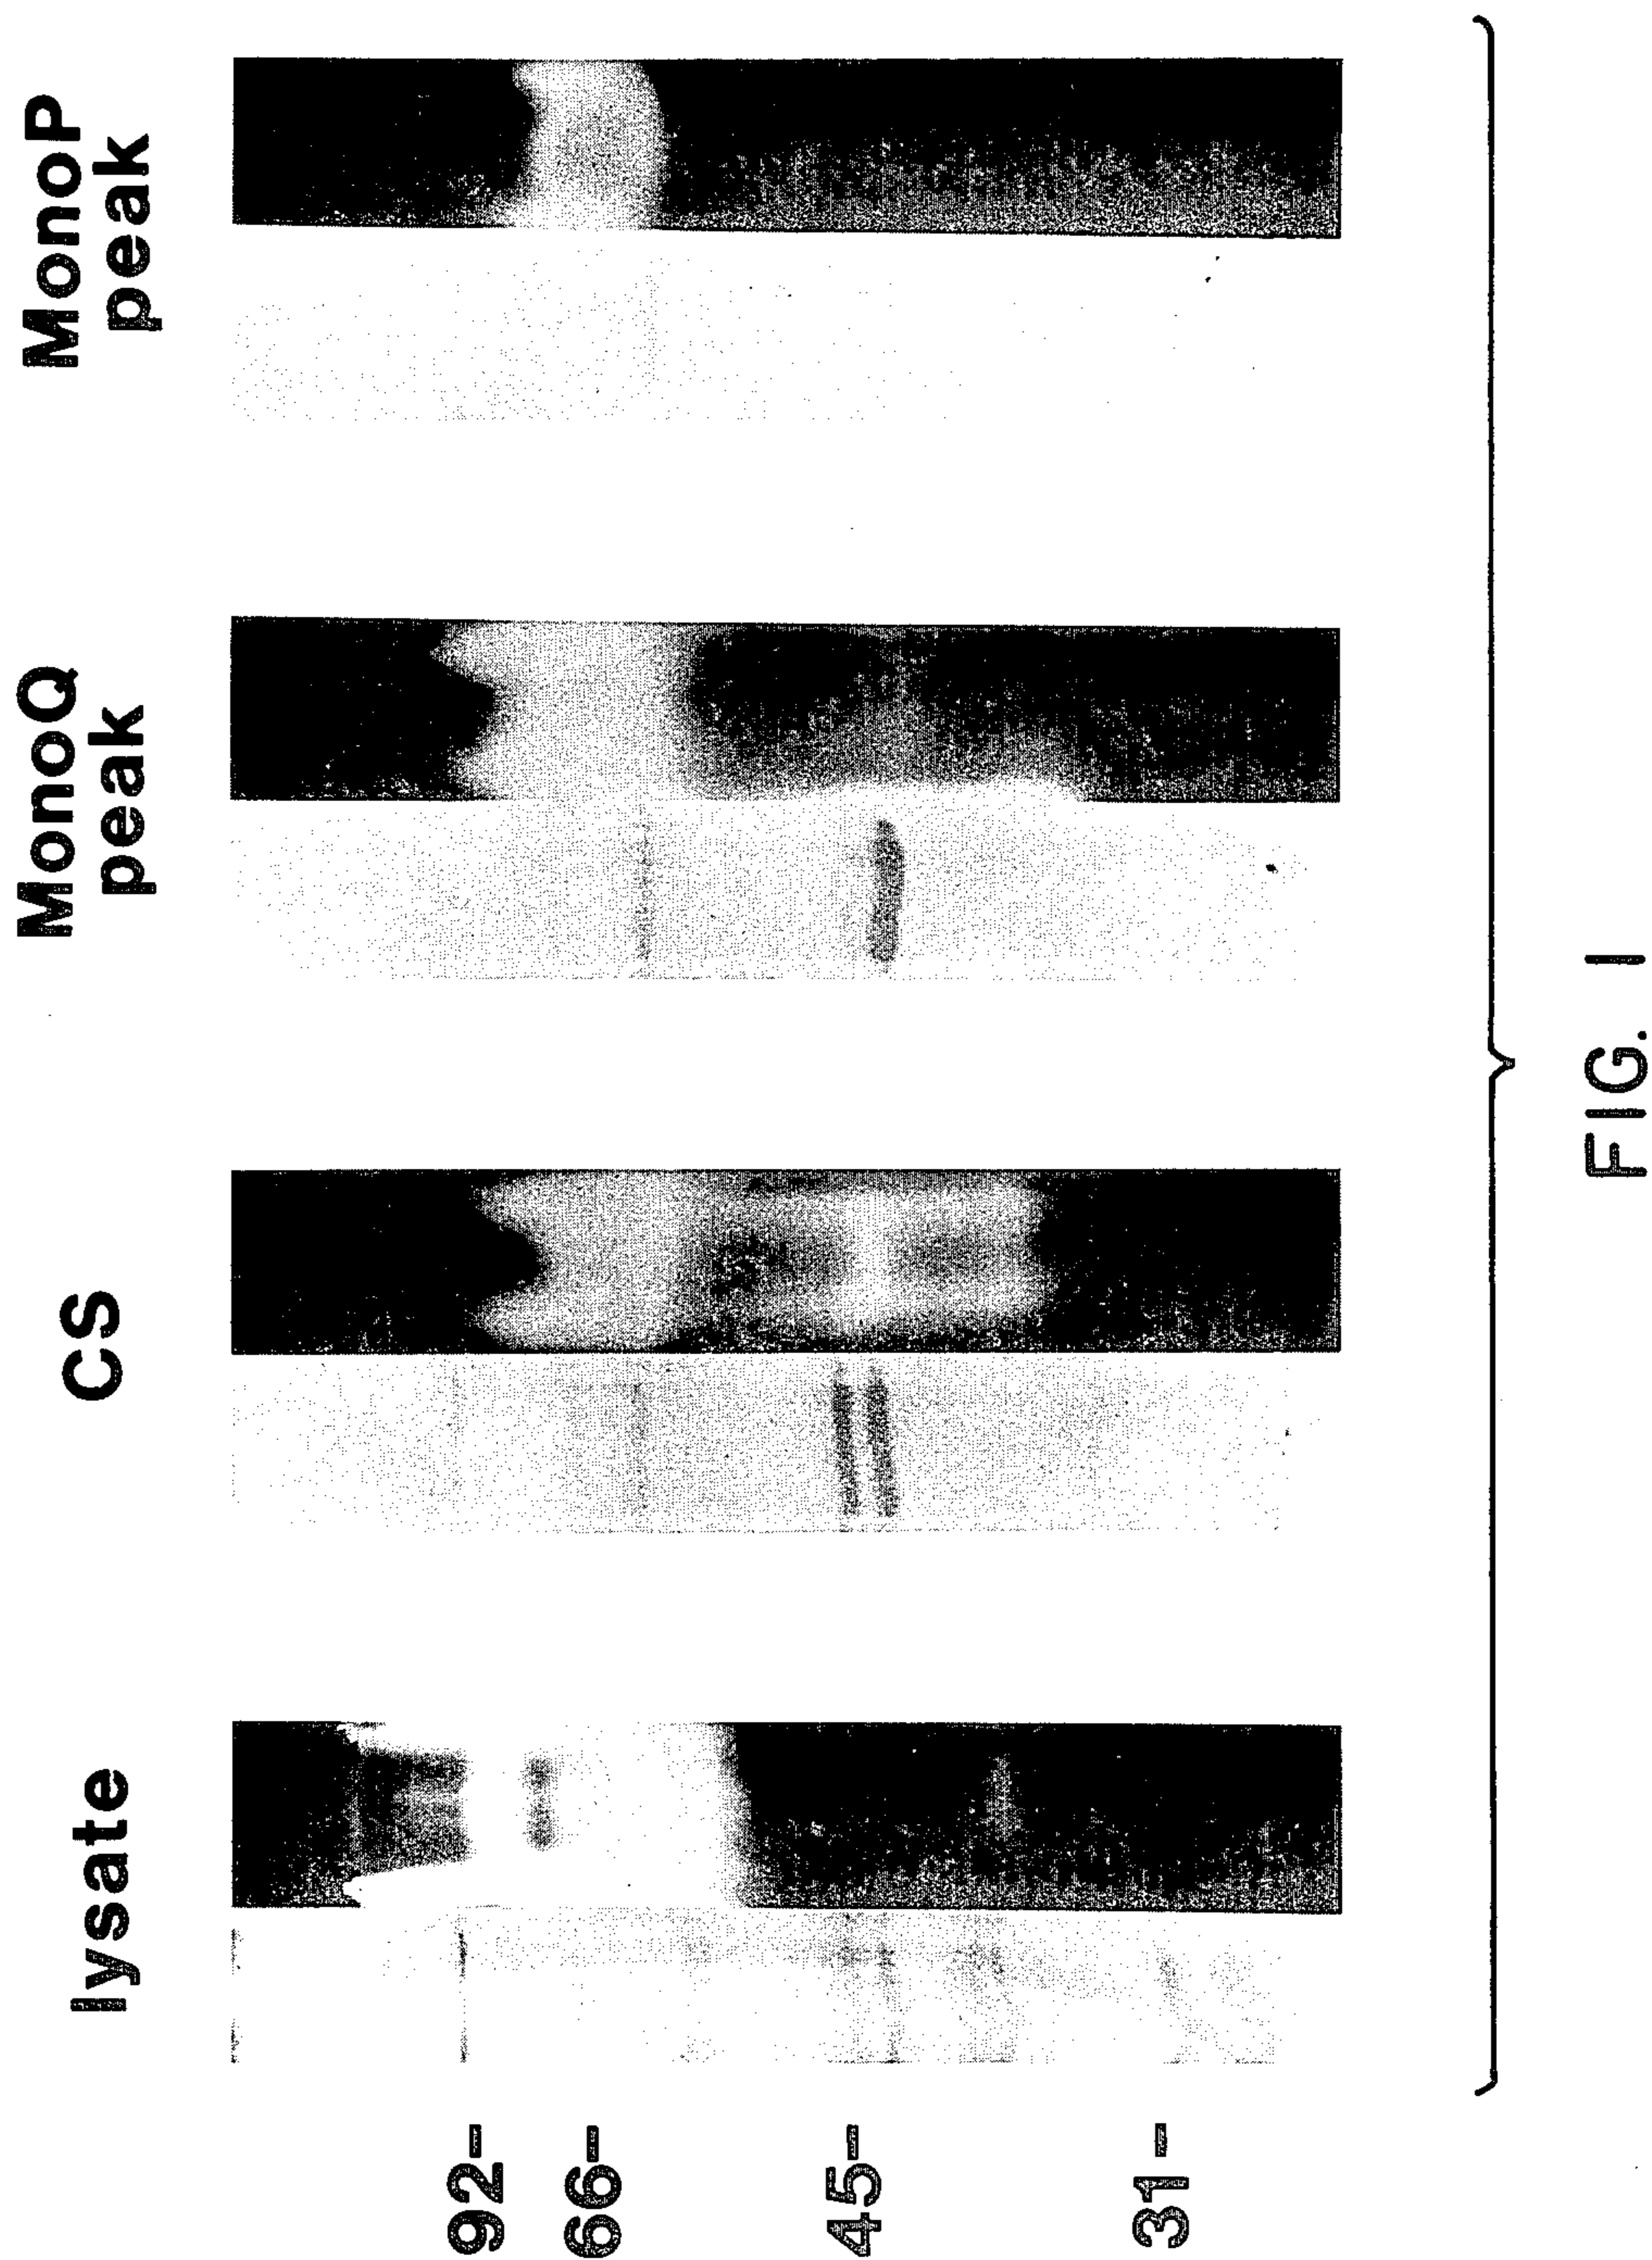 lysate
CS
MonoQ
peak
MonoP
peak
92-
66-
45-
31-
FIG. 1